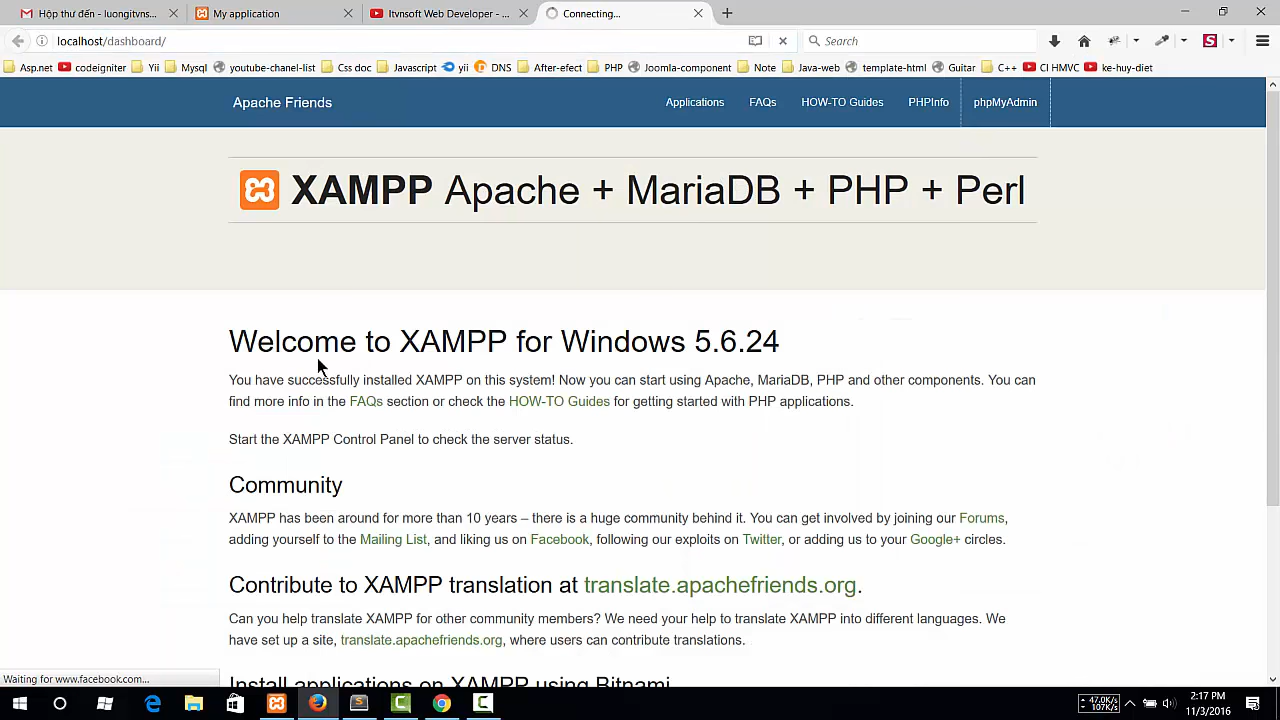 Hộp thư đến - luongitvns...
My application
Itvnsoft Web Developer - ...
Connecting...
localhost/dashboard/
Search
Asp.net
codeigniter
Yii
Mysql
youtube-chanel-list
Css doc
Javascript
yii
DNS
After-efect
PHP
Joomla-component
Note
Java-web
template-html
Guitar
C++
CI HMVC
ke-huy-diet
Apache Friends
Applications
FAQs
HOW-TO Guides
PHPInfo
phpMyAdmin
XAMPP Apache + MariaDB + PHP + Perl
Welcome to XAMPP for Windows 5.6.24
You have successfully installed XAMPP on this system! Now you can start using Apache, MariaDB, PHP and other components. You can
find more info in the FAQs section or check the HOW-TO Guides for getting started with PHP applications.
Start the XAMPP Control Panel to check the server status.
Community
XAMPP has been around for more than 10 years – there is a huge community behind it. You can get involved by joining our Forums,
adding yourself to the Mailing List, and liking us on Facebook, following our exploits on Twitter, or adding us to your Google+ circles.
Contribute to XAMPP translation at translate.apachefriends.org.
Can you help translate XAMPP for other community members? We need your help to translate XAMPP into different languages. We
have set up a site, translate.apachefriends.org, where users can contribute translations.
Install applications on XAMPP using Bitnami
Waiting for www.facebook.com...
47.0K/s
107K/s
2:17 PM
11/3/2016